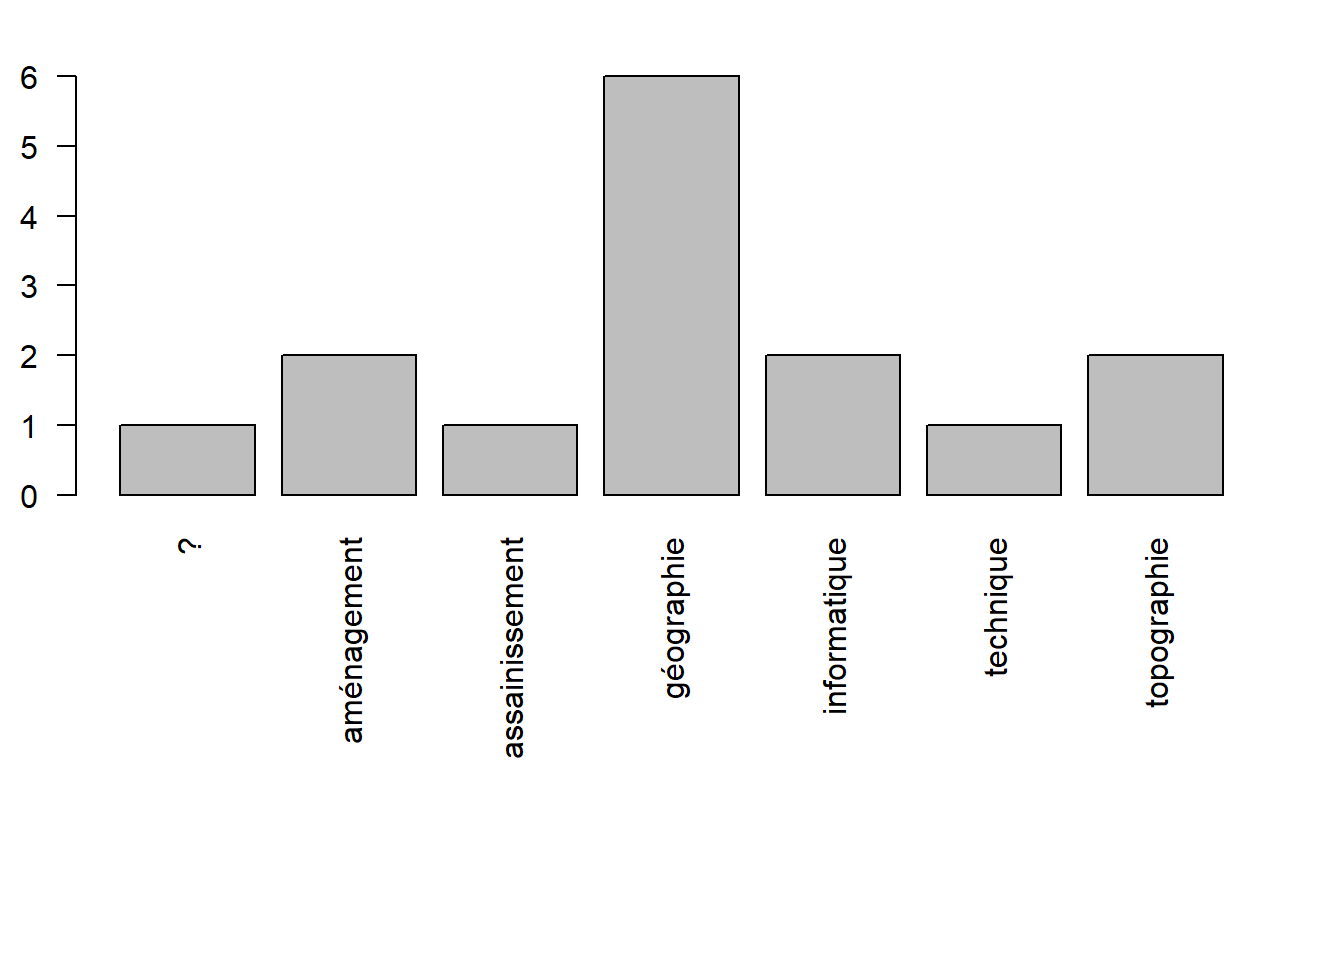 6
5
4
3
2
1
0
?
aménagement
assainissement
géographie
informatique
technique
topographie